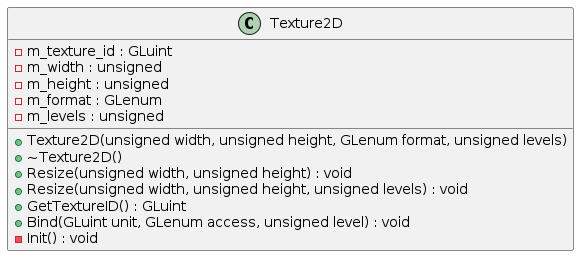 C Texture2D
m_texture_id : GLuint
m_width : unsigned
m_height : unsigned
m_format : GLenum
m_levels : unsigned
Texture2D(unsigned width, unsigned height, GLenum format, unsigned levels)
~Texture2D()
Resize(unsigned width, unsigned height) : void
Resize(unsigned width, unsigned height, unsigned levels) : void
GetTextureID() : GLuint
Bind(GLuint unit, GLenum access, unsigned level) : void
Init() : void